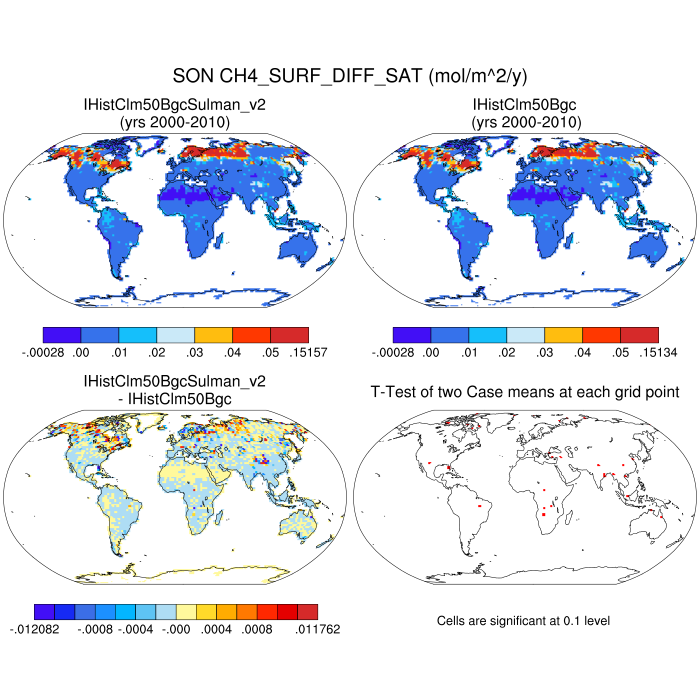 SON CH4_SURF_DIFF_SAT (mol/m^2/y)
IHistClm50BgcSulman_v2
(yrs 2000-2010)
IHistClm50Bgc
(yrs 2000-2010)
-.00028 .00 .01 .02 .03 .04 .05 .15157
-.00028 .00 .01 .02 .03 .04 .05 .15134
IHistClm50BgcSulman_v2
- IHistClm50Bgc
T-Test of two Case means at each grid point
-.012082 -.0008 -.0004 -.000 .0004 .0008 .011762
Cells are significant at 0.1 level